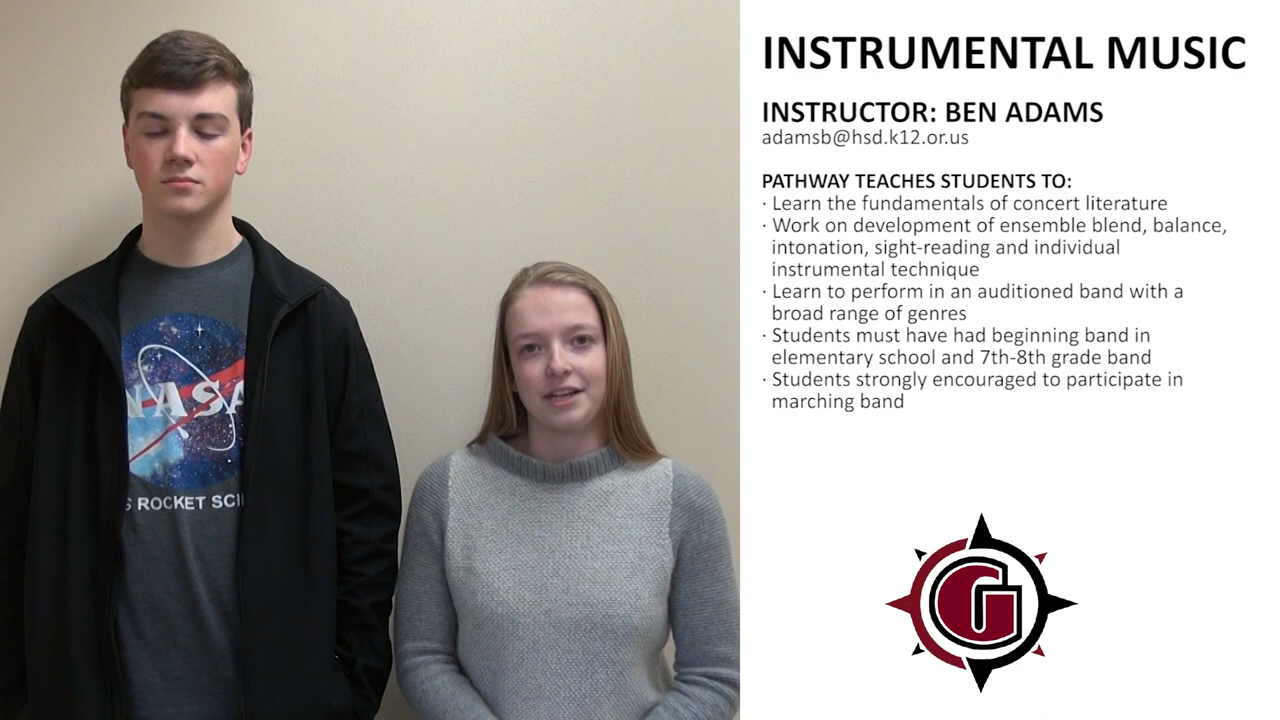 INSTRUMENTAL MUSIC
INSTRUCTOR: BEN ADAMS
adamsb@hsd.k12.or.us
PATHWAY TEACHES STUDENTS TO:
· Learn the fundamentals of concert literature
· Work on development of ensemble blend, balance,
intonation, sight-reading and individual
instrumental technique
· Learn to perform in an auditioned band with a
broad range of genres
· Students must have had beginning band in
elementary school and 7th-8th grade band
· Students strongly encouraged to participate in
marching band
NASA
S ROCKET SCI
G